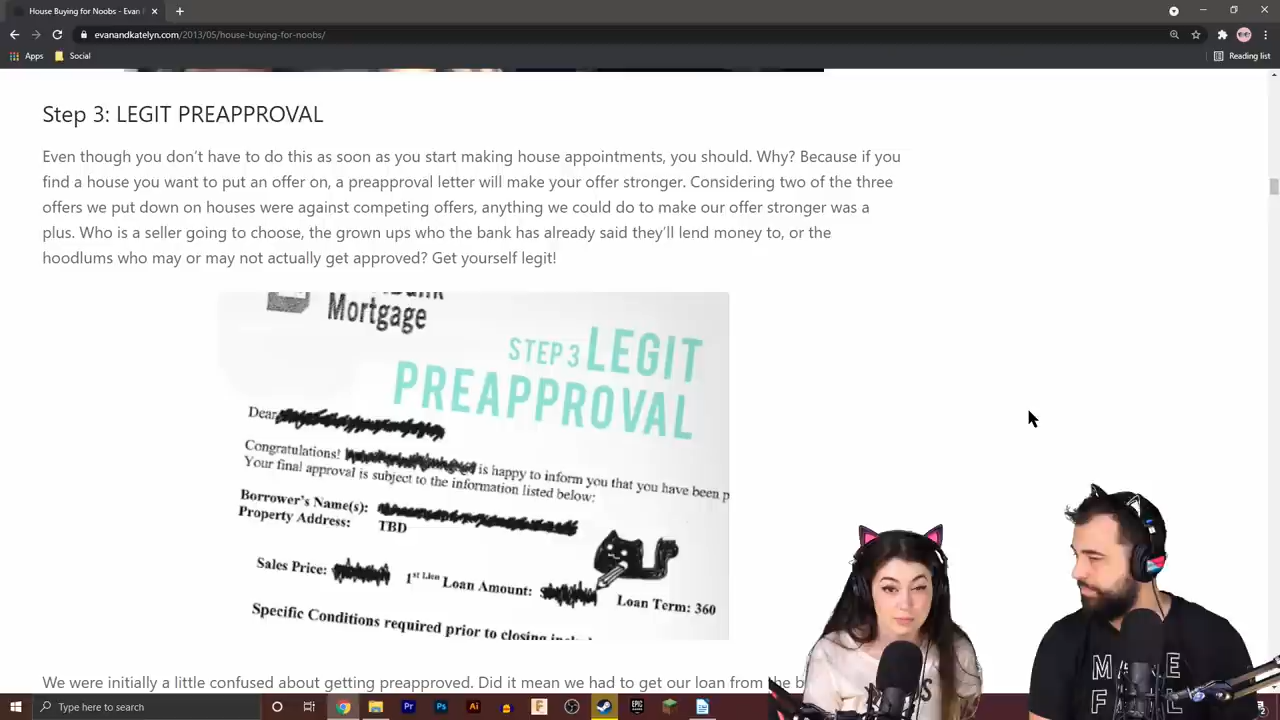 House Buying for Noobs - Evan
evanandkatelyn.com/2013/05/house-buying-for-noobs/
Apps Social Reading list
Step 3: LEGIT PREAPPROVAL
Even though you don't have to do this as soon as you start making house appointments, you should. Why? Because if you
find a house you want to put an offer on, a preapproval letter will make your offer stronger. Considering two of the three
offers we put down on houses were against competing offers, anything we could do to make our offer stronger was a
plus. Who is a seller going to choose, the grown ups who the bank has already said they'll lend money to, or the
hoodlums who may or may not actually get approved? Get yourself legit!
Mortgage
STEP 3 LEGIT
PREAPPROVAL
Dear
Congratulations! is happy to inform you that you have been p
Your final approval is subject to the information listed below:
Borrower's Name(s):
Property Address: TBD
Sales Price: 1st Lien Loan Amount: $ Loan Term: 360
Specific Conditions required prior to closing
We were initially a little confused about getting preapproved. Did it mean we had to get our loan from the b
Type here to search